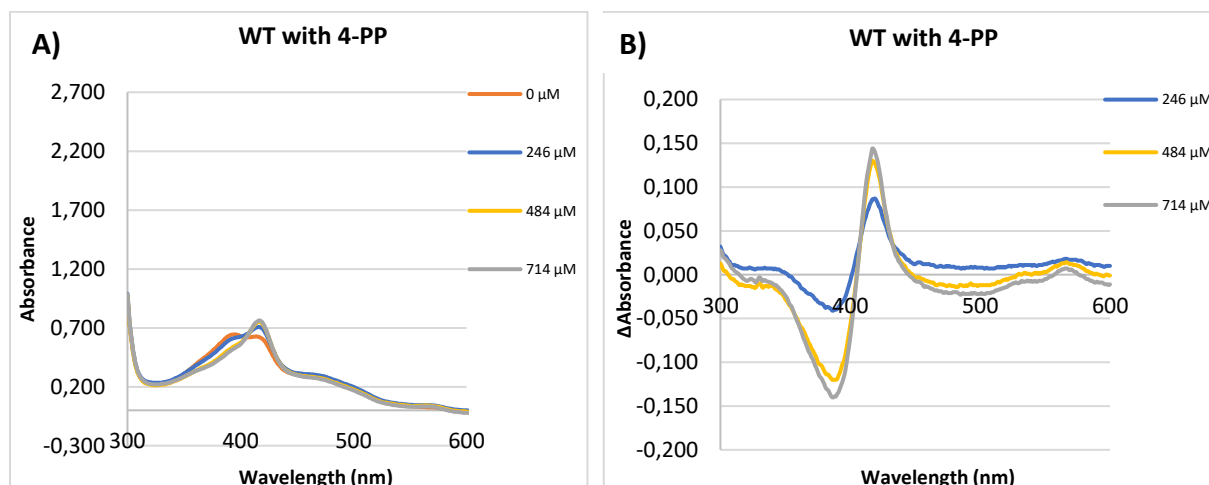 A)
WT with 4-PP
2,700
2,200
1,700
1,200
0,700
0,200
-0,300
Absorbance
300
400
500
600
Wavelength (nm)
0 µM
246 µM
484 µM
714 µM
B)
WT with 4-PP
0,200
0,150
0,100
0,050
0,000
-0,050
-0,100
-0,150
-0,200
ΔAbsorbance
300
400
500
600
Wavelength (nm)
246 µM
484 µM
714 µM